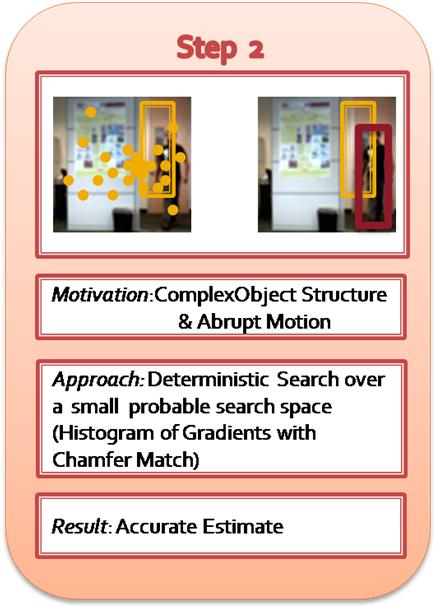 Step 2
Motivation:ComplexObject Structure
& Abrupt Motion
Approach: Deterministic Search over
a small probable search space
(Histogram of Gradients with
Chamfer Match)
Result: Accurate Estimate